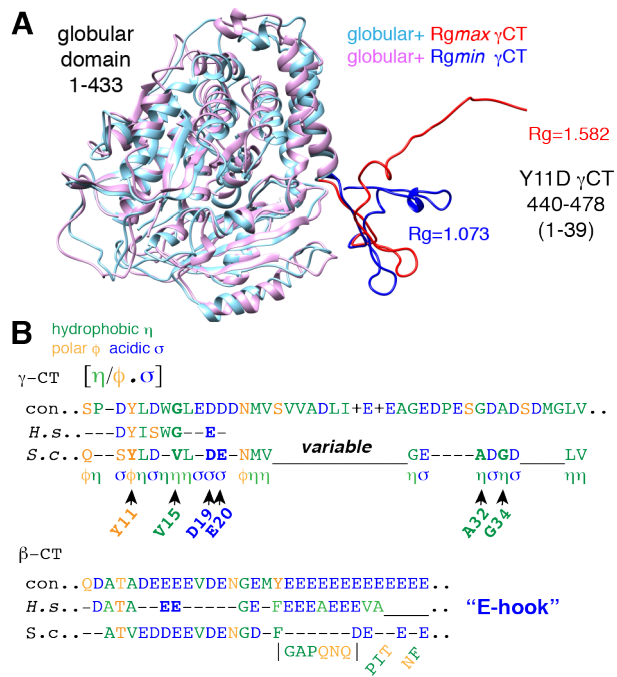 A
globular domain 1-433
globular+ Rgmax γCT
globular+ Rgmin γCT
Rg=1.582
Y11D γCT
440-478
(1-39)
Rg=1.073
B
hydrophobic η
polar ϕ acidic σ
γ-CT [η/ϕ.σ]
con..SP-DYLDWGLEDDDNMVSVVADLI+E+EAGEDPESGDADSDMGLV..
H.s..---DYISWG--E-
S.c..Q--SYLD-VL-DE-NMV variable GE----ADGD LV
ϕη σϕησηηησσσ ϕηη ησ ησησ ηη
Y11 V15 D19 E20 A32 G34
β-CT
con..QDATADEEEEVDENGEMYEEEEEEEEEEEEEE..
H.s..-DATA--EE-----GE-FEEEAEEEVA____.. “E-hook”
S.c..--ATVEDDEEVDENGD-F------DE--E-E..
|GAPQNQ| PIT NF